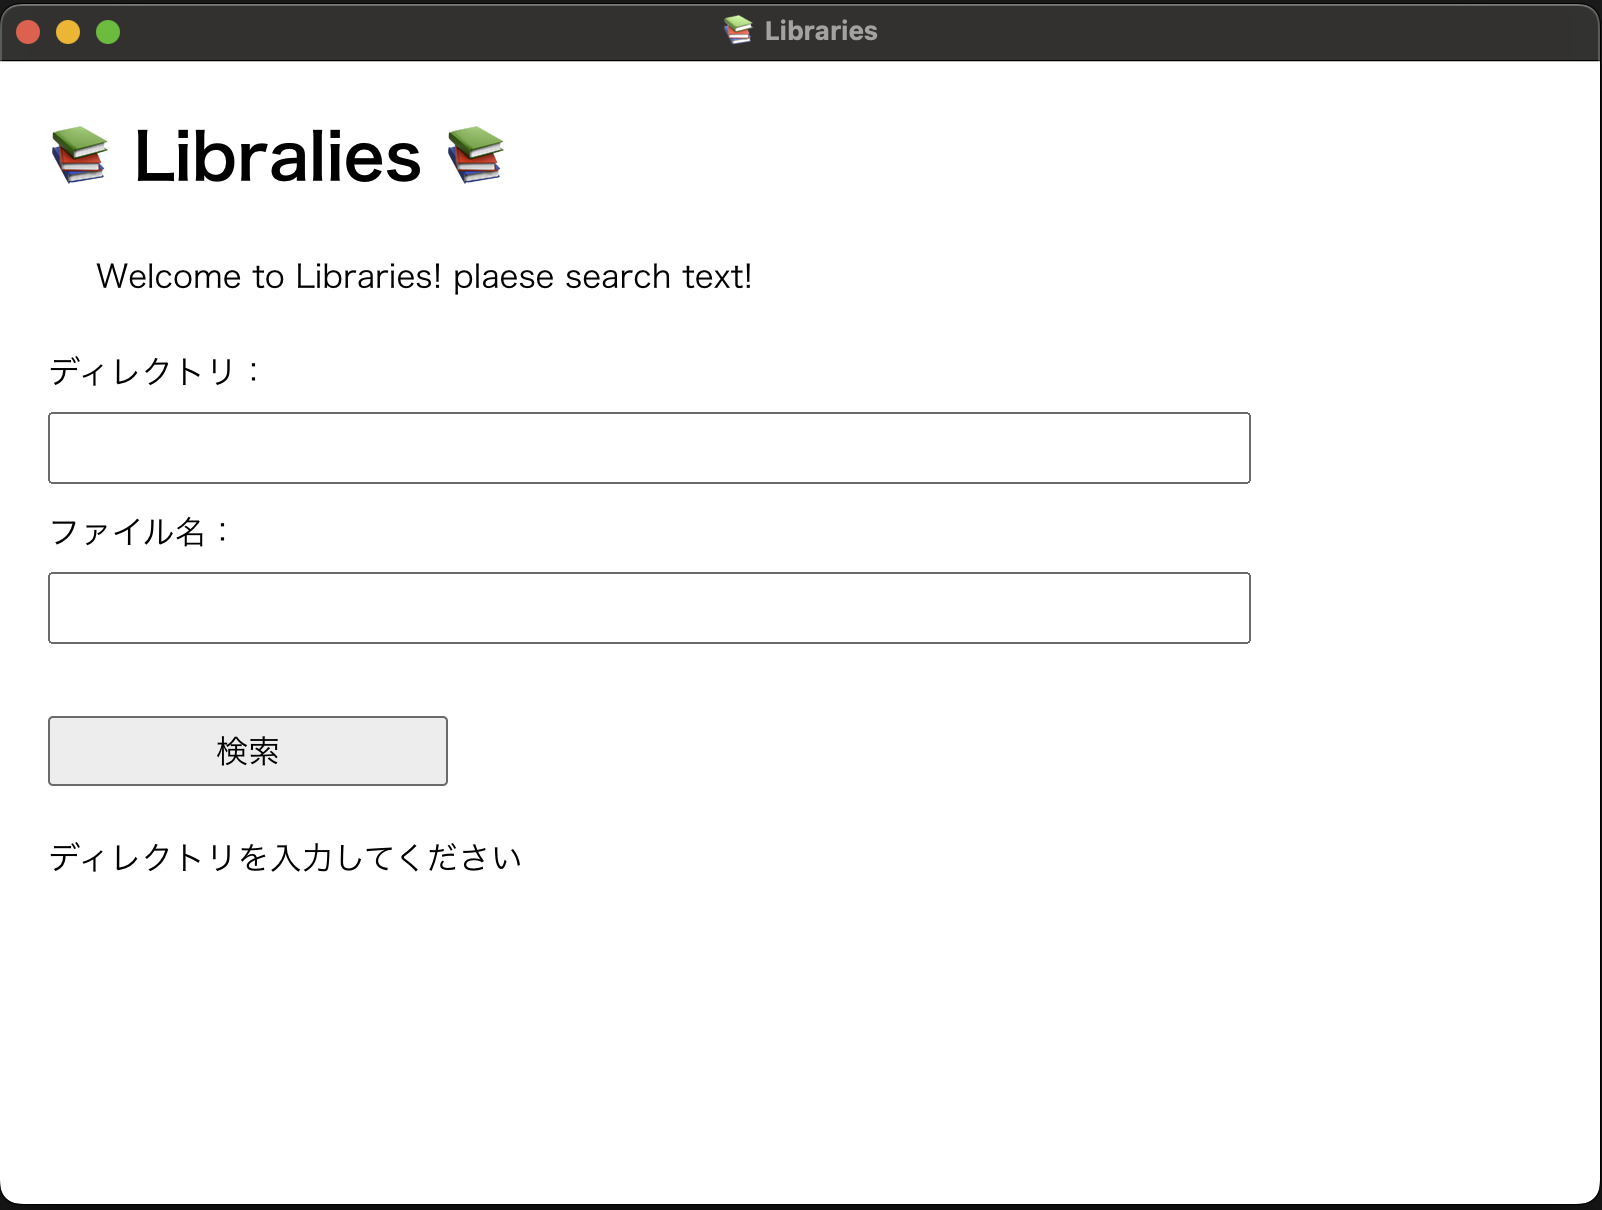 📚 Libraries
📚 Libralies 📚
Welcome to Libraries! plaese search text!
ディレクトリ：
ファイル名：
検索
ディレクトリを入力してください